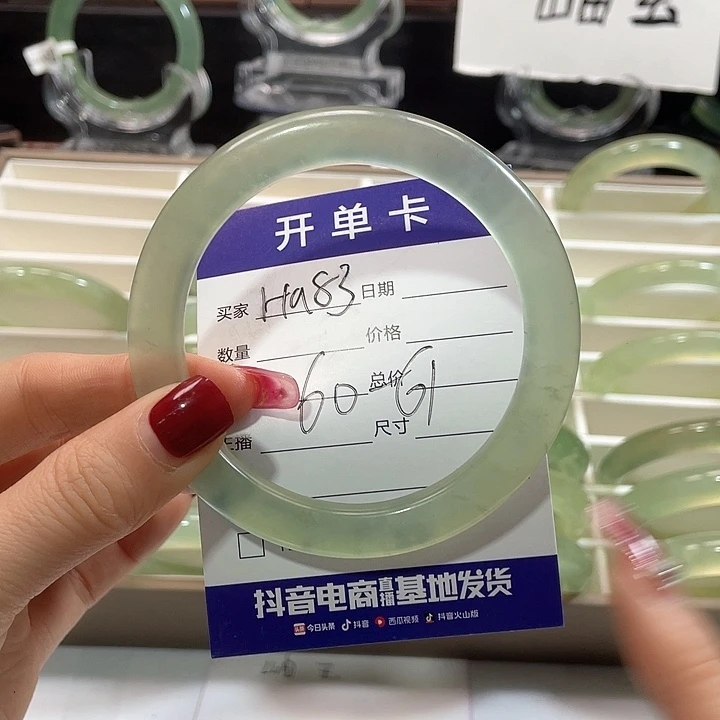 开单卡
买家 Ha83 日期
数量 价格
60 总价 61
主播 尺寸
抖音电商直播基地发货
今日头条 抖音 西瓜视频 抖音火山版